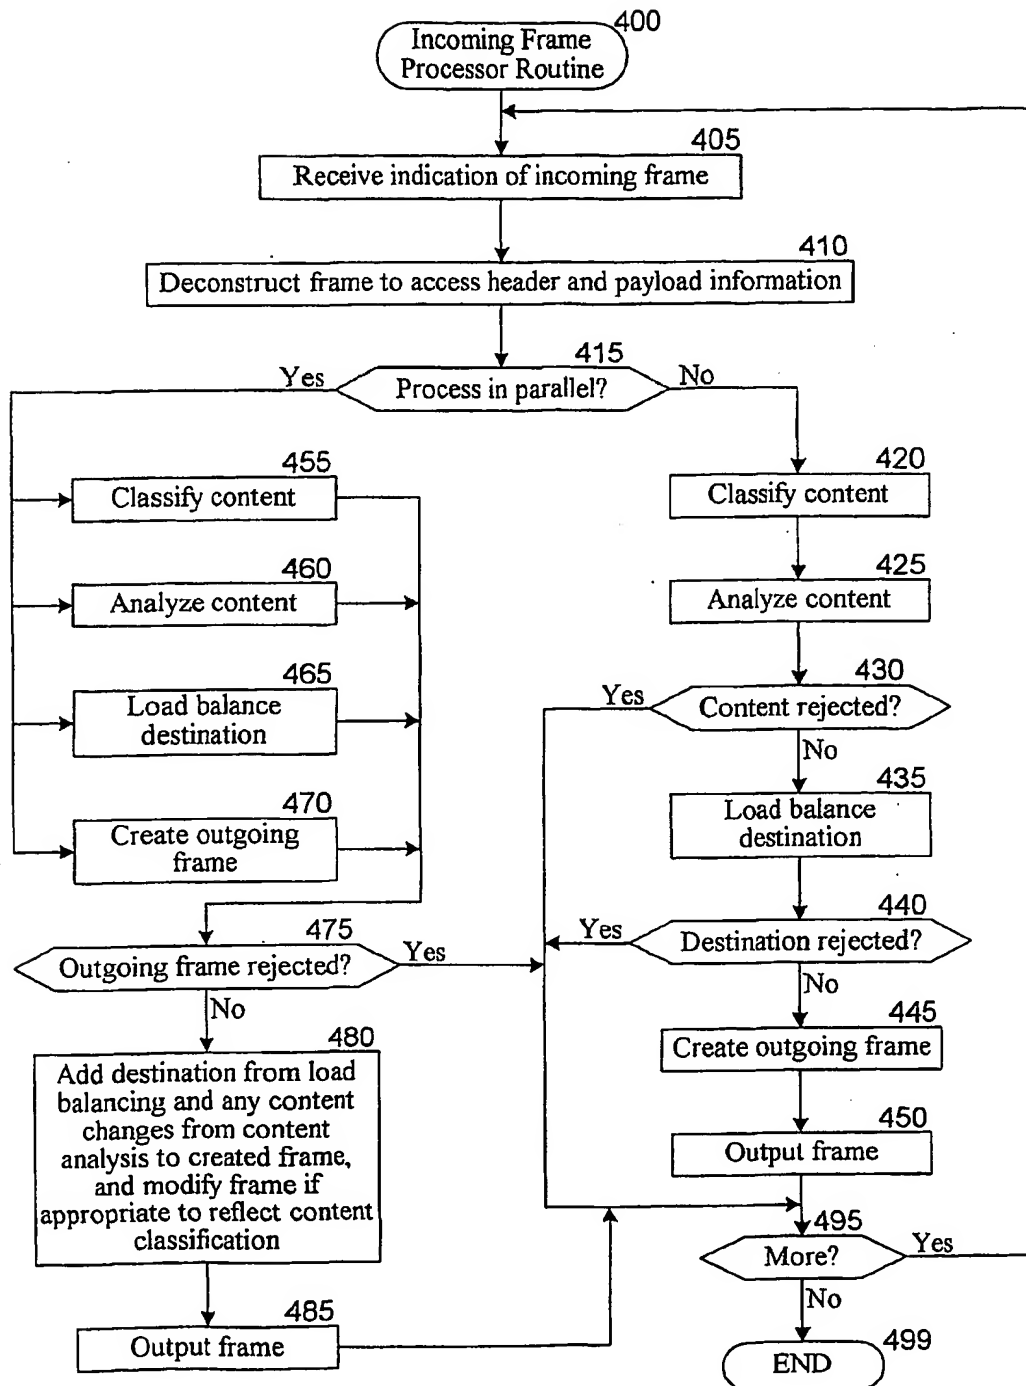 400
Incoming Frame
Processor Routine
405
Receive indication of incoming frame
410
Deconstruct frame to access header and payload information
415
Yes
Process in parallel?
No
455
Classify content
460
Analyze content
465
Load balance
destination
470
Create outgoing
frame
475
Outgoing frame rejected?
Yes
No
480
Add destination from load
balancing and any content
changes from content
analysis to created frame,
and modify frame if
appropriate to reflect content
classification
485
Output frame
420
Classify content
425
Analyze content
430
Yes
Content rejected?
No
435
Load balance
destination
440
Yes
Destination rejected?
No
445
Create outgoing frame
450
Output frame
495
More?
Yes
No
499
END